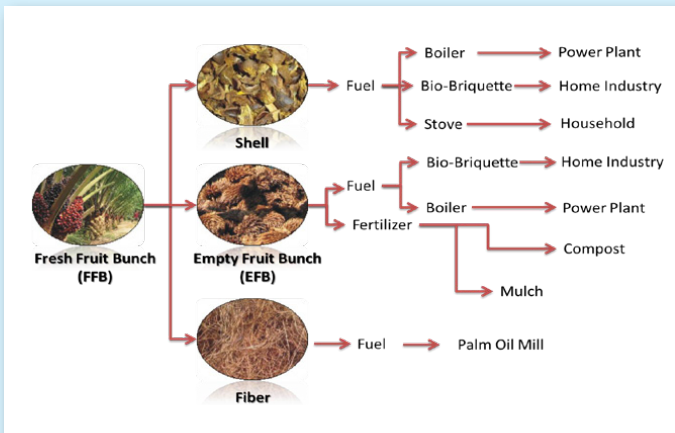 Boiler
Power Plant
Fuel
Bio-Briquette
Home Industry
Stove
Household
Shell
Bio-Briquette
Home Industry
Fuel
Boiler
Power Plant
Fertilizer
Compost
Mulch
Fresh Fruit Bunch
(FFB)
Empty Fruit Bunch
(EFB)
Fuel
Palm Oil Mill
Fiber